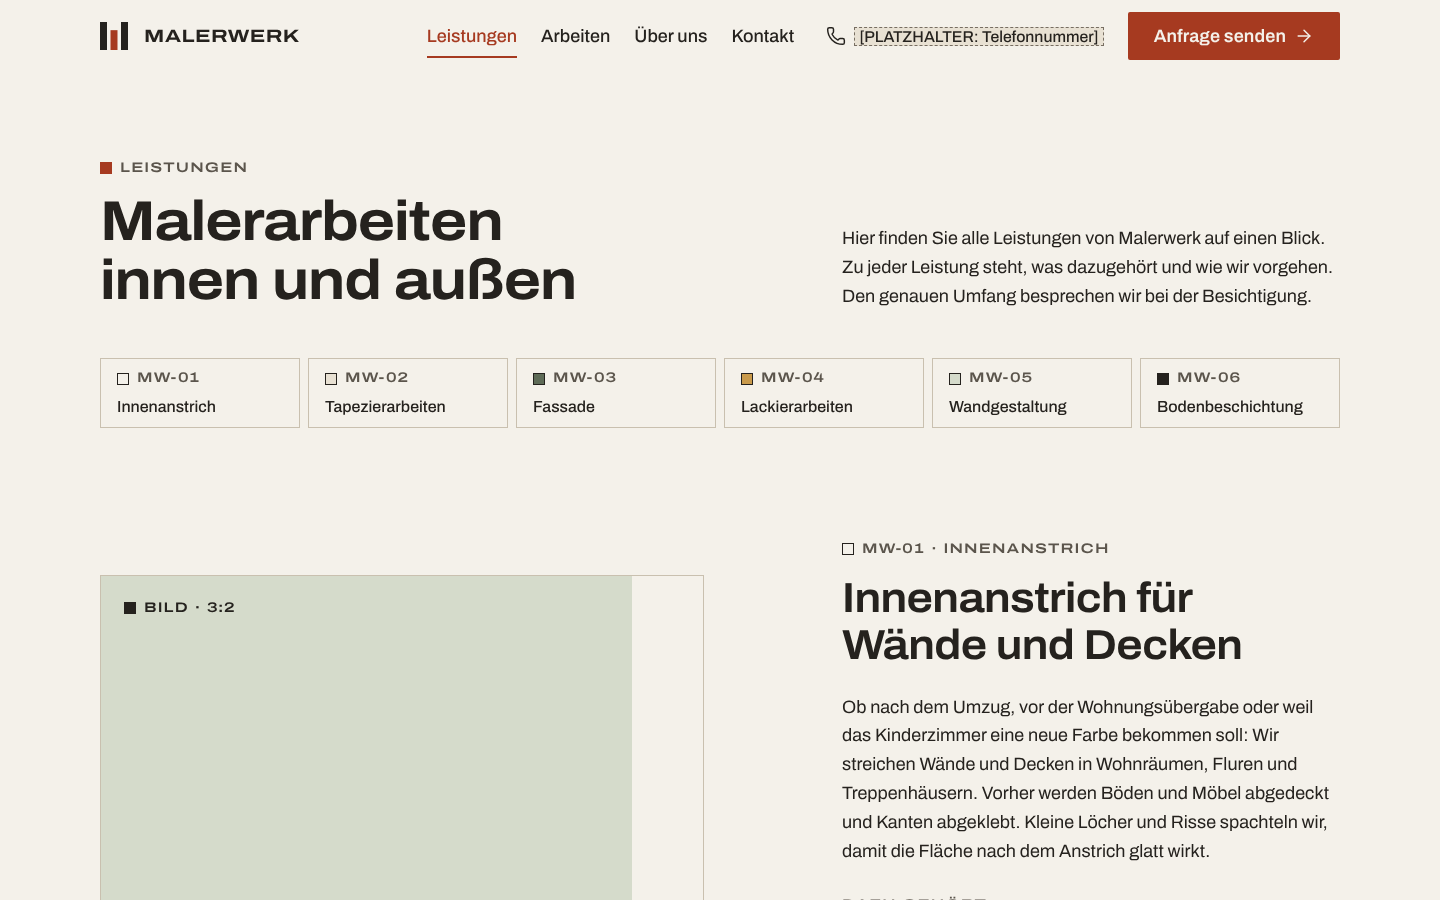 MALERWERK
Leistungen Arbeiten Über uns Kontakt [PLATZHALTER: Telefonnummer] Anfrage senden
LEISTUNGEN
Malerarbeiten
innen und außen
Hier finden Sie alle Leistungen von Malerwerk auf einen Blick.
Zu jeder Leistung steht, was dazugehört und wie wir vorgehen.
Den genauen Umfang besprechen wir bei der Besichtigung.
MW-01
Innenanstrich
MW-02
Tapezierarbeiten
MW-03
Fassade
MW-04
Lackierarbeiten
MW-05
Wandgestaltung
MW-06
Bodenbeschichtung
BILD · 3:2
MW-01 · INNENANSTRICH
Innenanstrich für
Wände und Decken
Ob nach dem Umzug, vor der Wohnungsübergabe oder weil
das Kinderzimmer eine neue Farbe bekommen soll: Wir
streichen Wände und Decken in Wohnräumen, Fluren und
Treppenhäusern. Vorher werden Böden und Möbel abgedeckt
und Kanten abgeklebt. Kleine Löcher und Risse spachteln wir,
damit die Fläche nach dem Anstrich glatt wirkt.